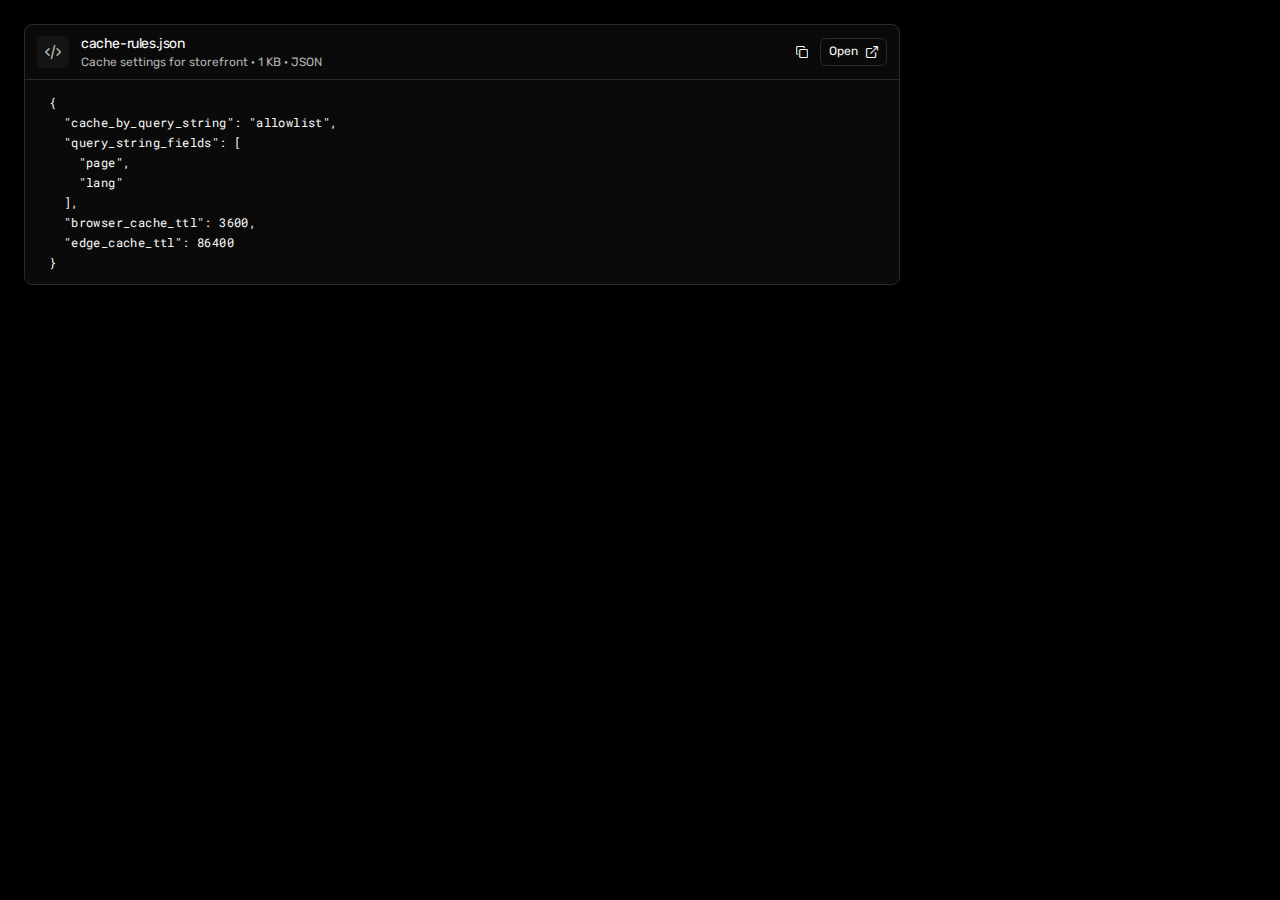 cache-rules.json
Cache settings for storefront • 1 KB • JSON
Open
{
  "cache_by_query_string": "allowlist",
  "query_string_fields": [
    "page",
    "lang"
  ],
  "browser_cache_ttl": 3600,
  "edge_cache_ttl": 86400
}